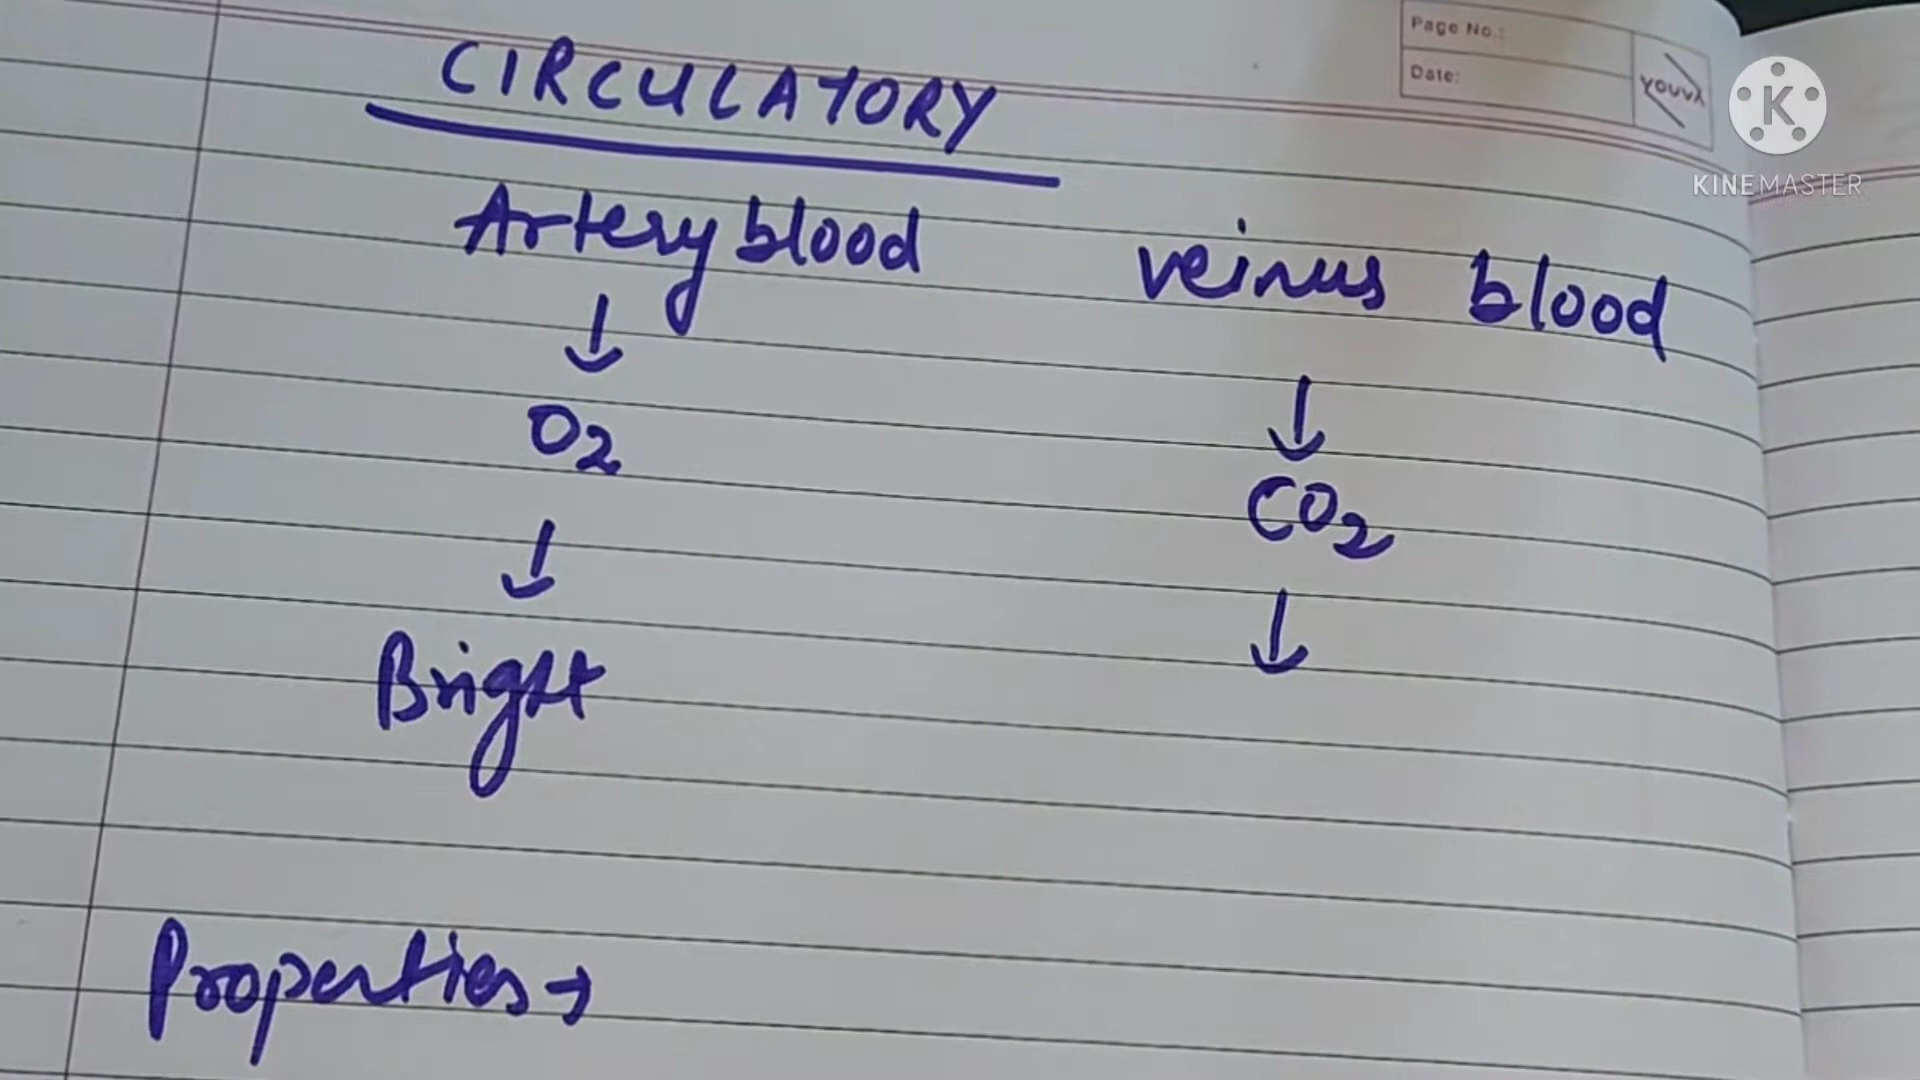 Page No.:
Date:
YOUVA
K
KINEMASTER
CIRCULATORY
Artery blood
veinus blood
↓
↓
O2
CO2
↓
↓
Bright
Properties →